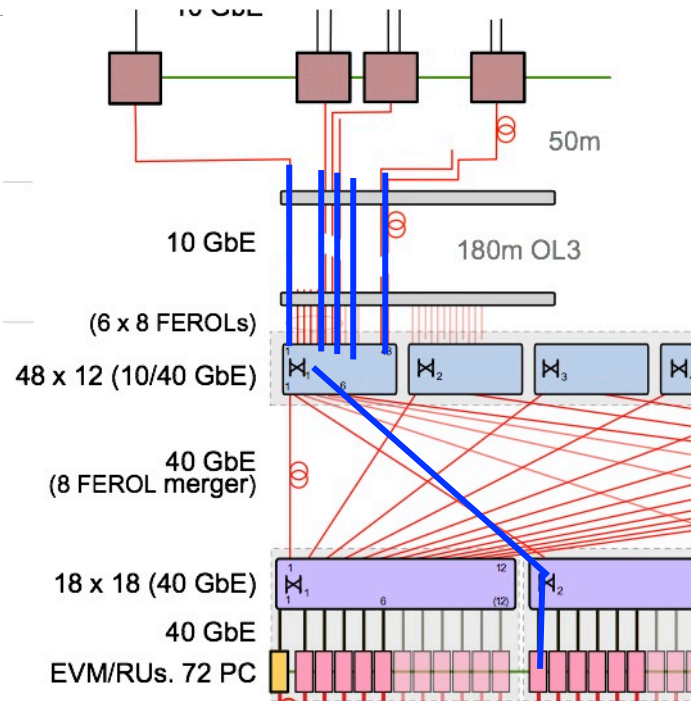 10 GbE
50m
10 GbE
180m OL3
(6 x 8 FEROLs)
1
48 x 12 (10/40 GbE)
1
2
3
1
6
40 GbE
(8 FEROL merger)
1
12
18 x 18 (40 GbE)
1
2
1
6
(12)
40 GbE
EVM/RUs. 72 PC